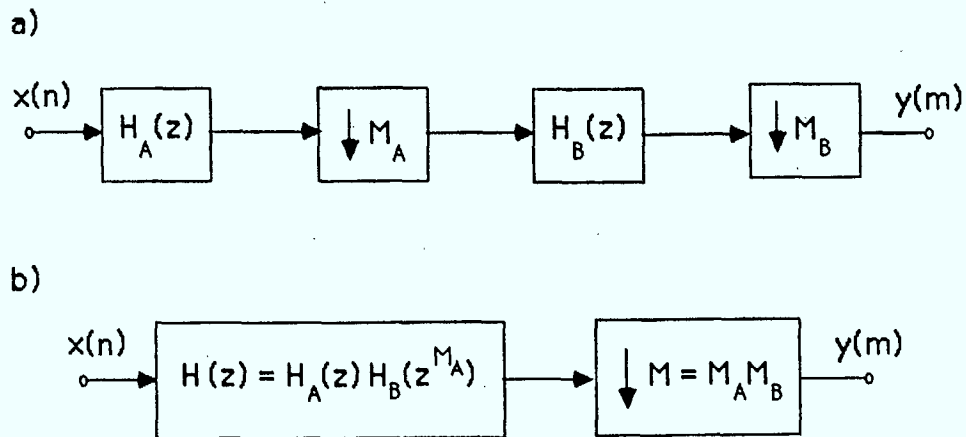 a)
x(n)
H_A(z)
↓ M_A
H_B(z)
↓ M_B
y(m)
b)
x(n)
H(z) = H_A(z) H_B(z^{M_A})
↓ M = M_A M_B
y(m)